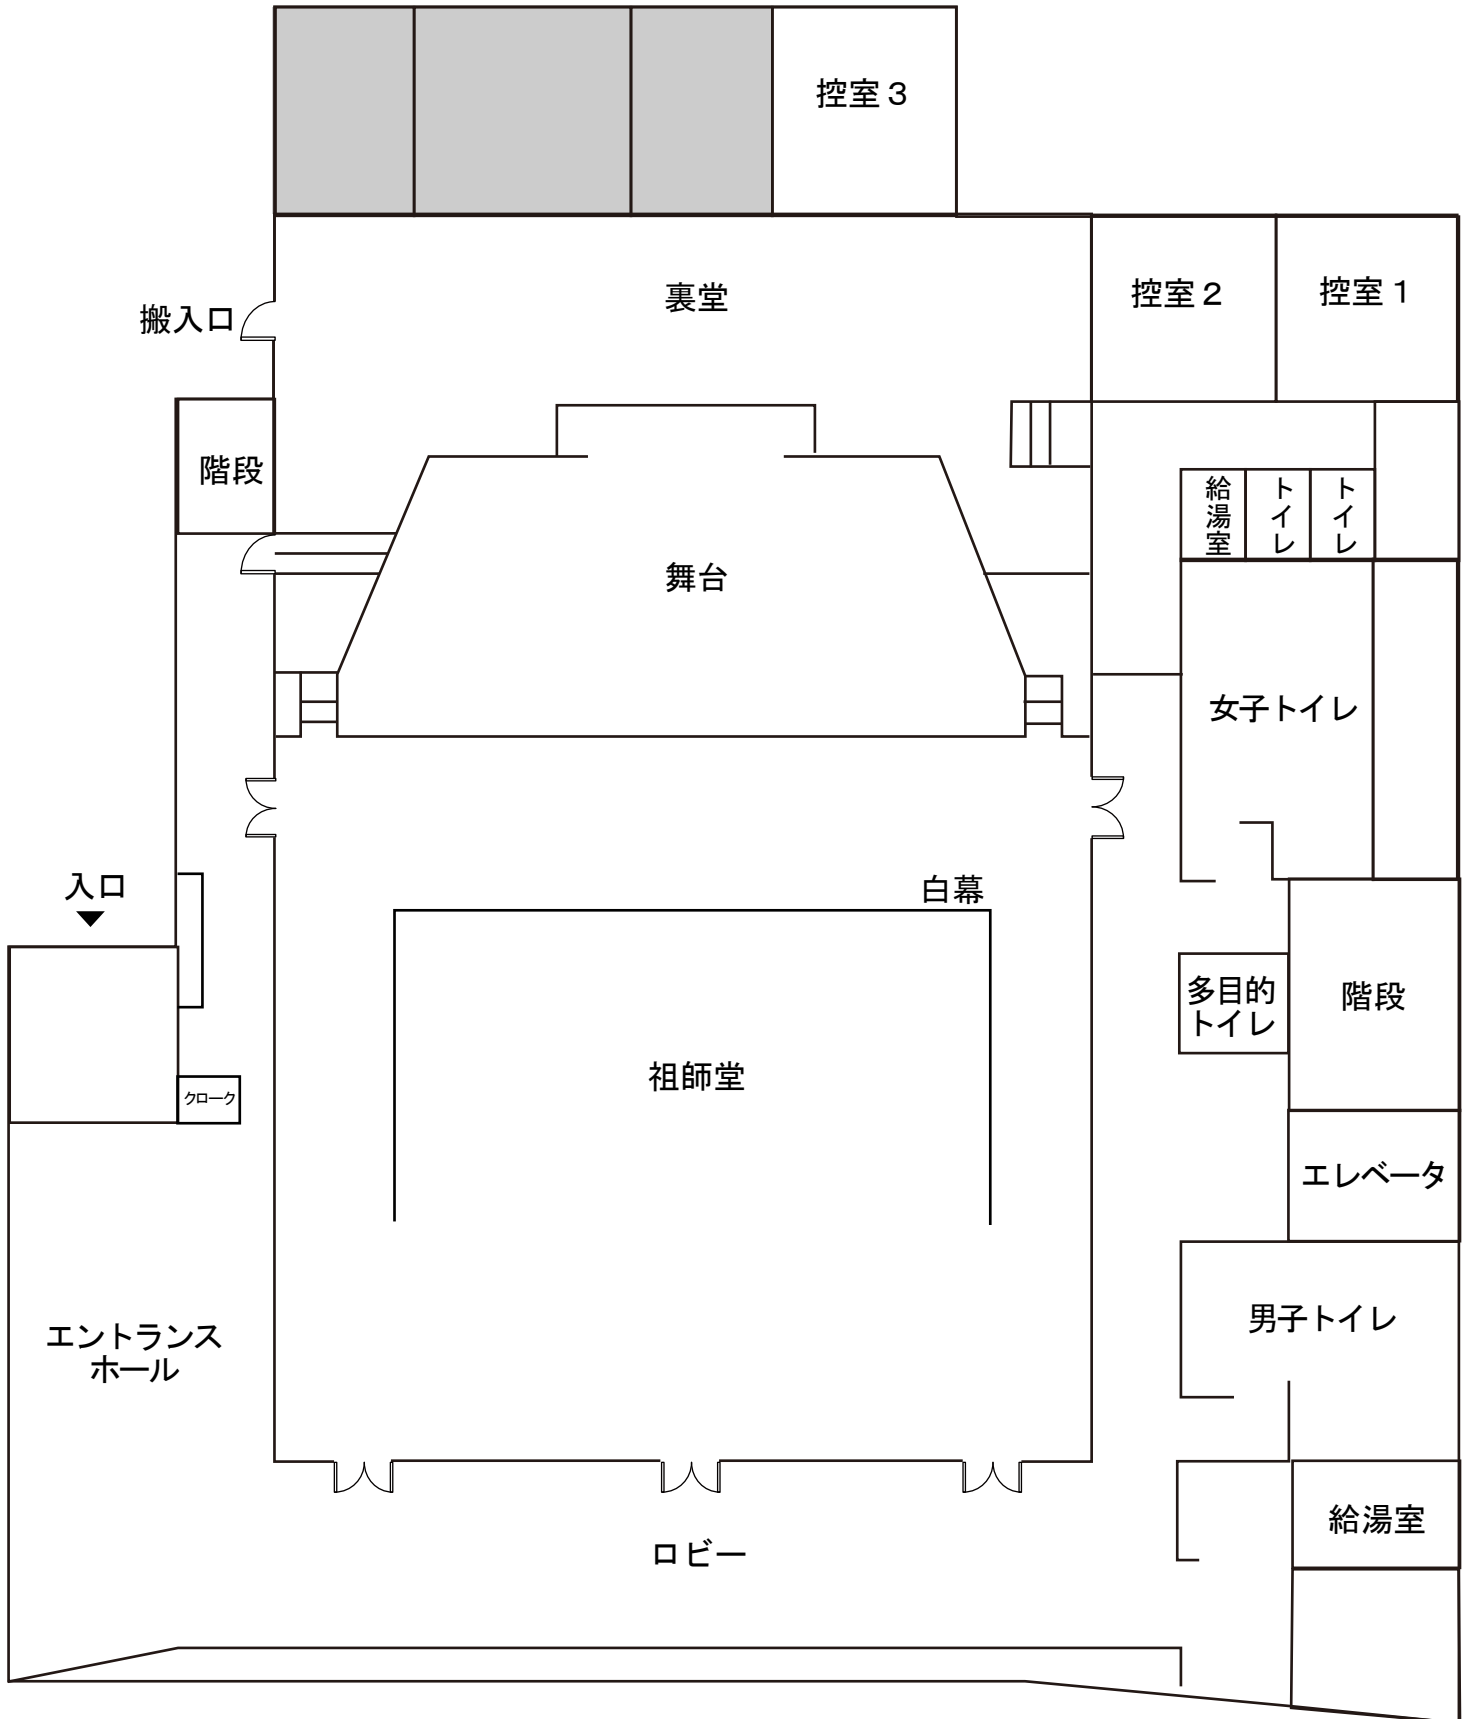 控室３
裏堂
控室２
控室１
搬入口
階段
給湯室
トイレ
トイレ
舞台
女子トイレ
入口
白幕
多目的
トイレ
階段
祖師堂
クローク
エレベータ
エントランス
ホール
男子トイレ
給湯室
ロビー